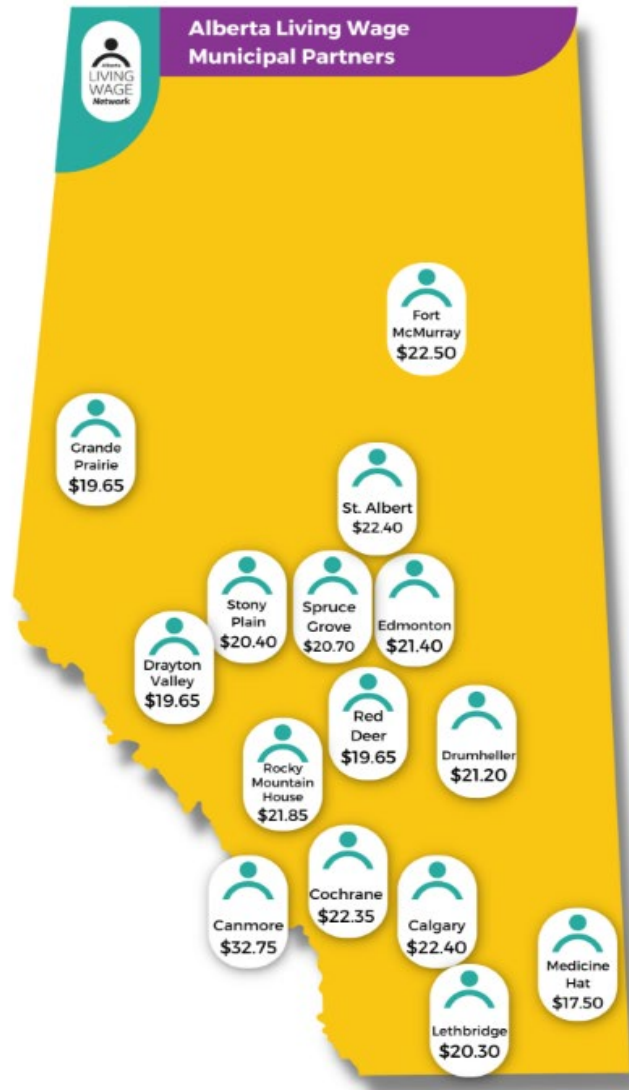 Alberta
LIVING
WAGE
Network
Alberta Living Wage
Municipal Partners
Fort
McMurray
$22.50
Grande
Prairie
$19.65
St. Albert
$22.40
Stony
Plain
$20.40
Spruce
Grove
$20.70
Edmonton
$21.40
Drayton
Valley
$19.65
Red
Deer
$19.65
Drumheller
$21.20
Rocky
Mountain
House
$21.85
Cochrane
$22.35
Canmore
$32.75
Calgary
$22.40
Medicine
Hat
$17.50
Lethbridge
$20.30